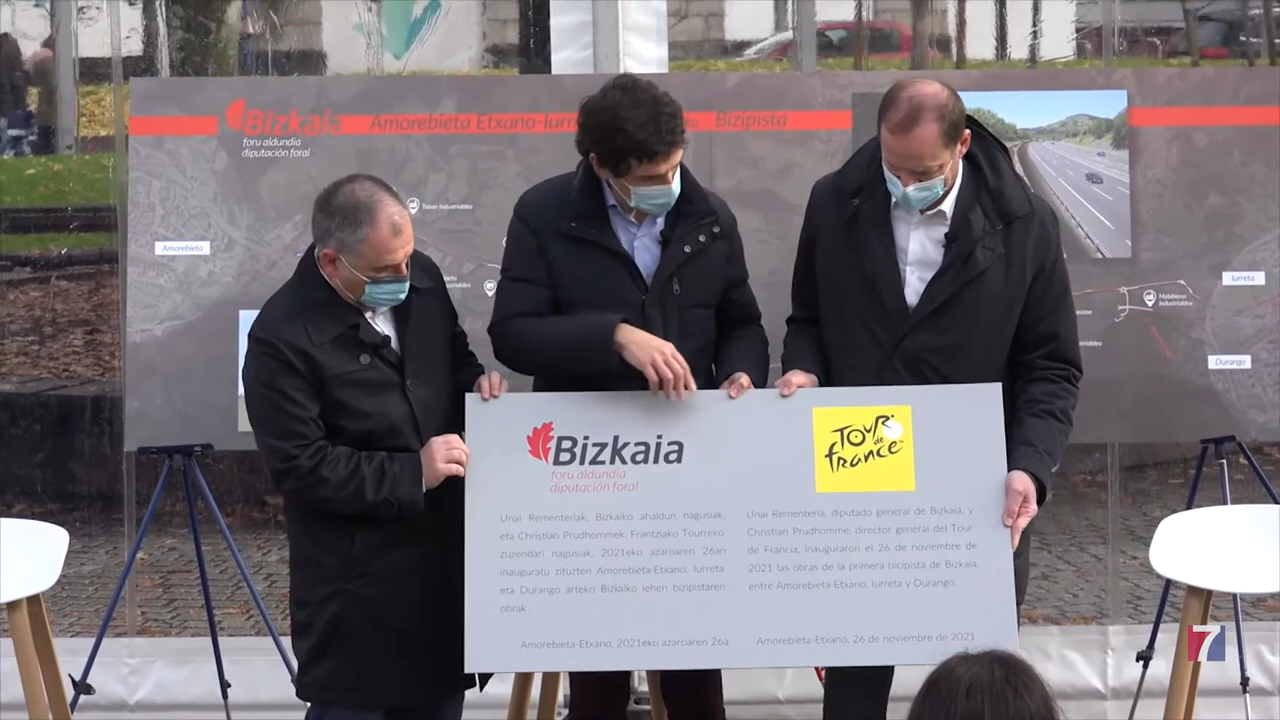 Bizkaia
foru aldundia
diputación foral
Amorebieta Etxano-Iurr
Bizipista
Amorebieta
Iurreta
Durango
Bizkaia
foru aldundia
diputación foral
TOUR
de
france
Unai Rementeriak, Bizkaiko ahaldun nagusiak,
eta Christian Prudhommek, Frantziako Tourreko
zuzendari nagusiak, 2021eko azaroaren 26an
inauguratu zituzten Amorebieta-Etxano, Iurreta
eta Durango arteko Bizkaiko lehen bizipistaren
obrak.
Amorebieta-Etxano, 2021eko azaroaren 26a
Unai Rementeria, diputado general de Bizkaia, y
Christian Prudhomme, director general del Tour
de Francia, inauguraron el 26 de noviembre de
2021 las obras de la primera bicipista de Bizkaia
entre Amorebieta-Etxano, Iurreta y Durango.
Amorebieta-Etxano, 26 de noviembre de 2021
7